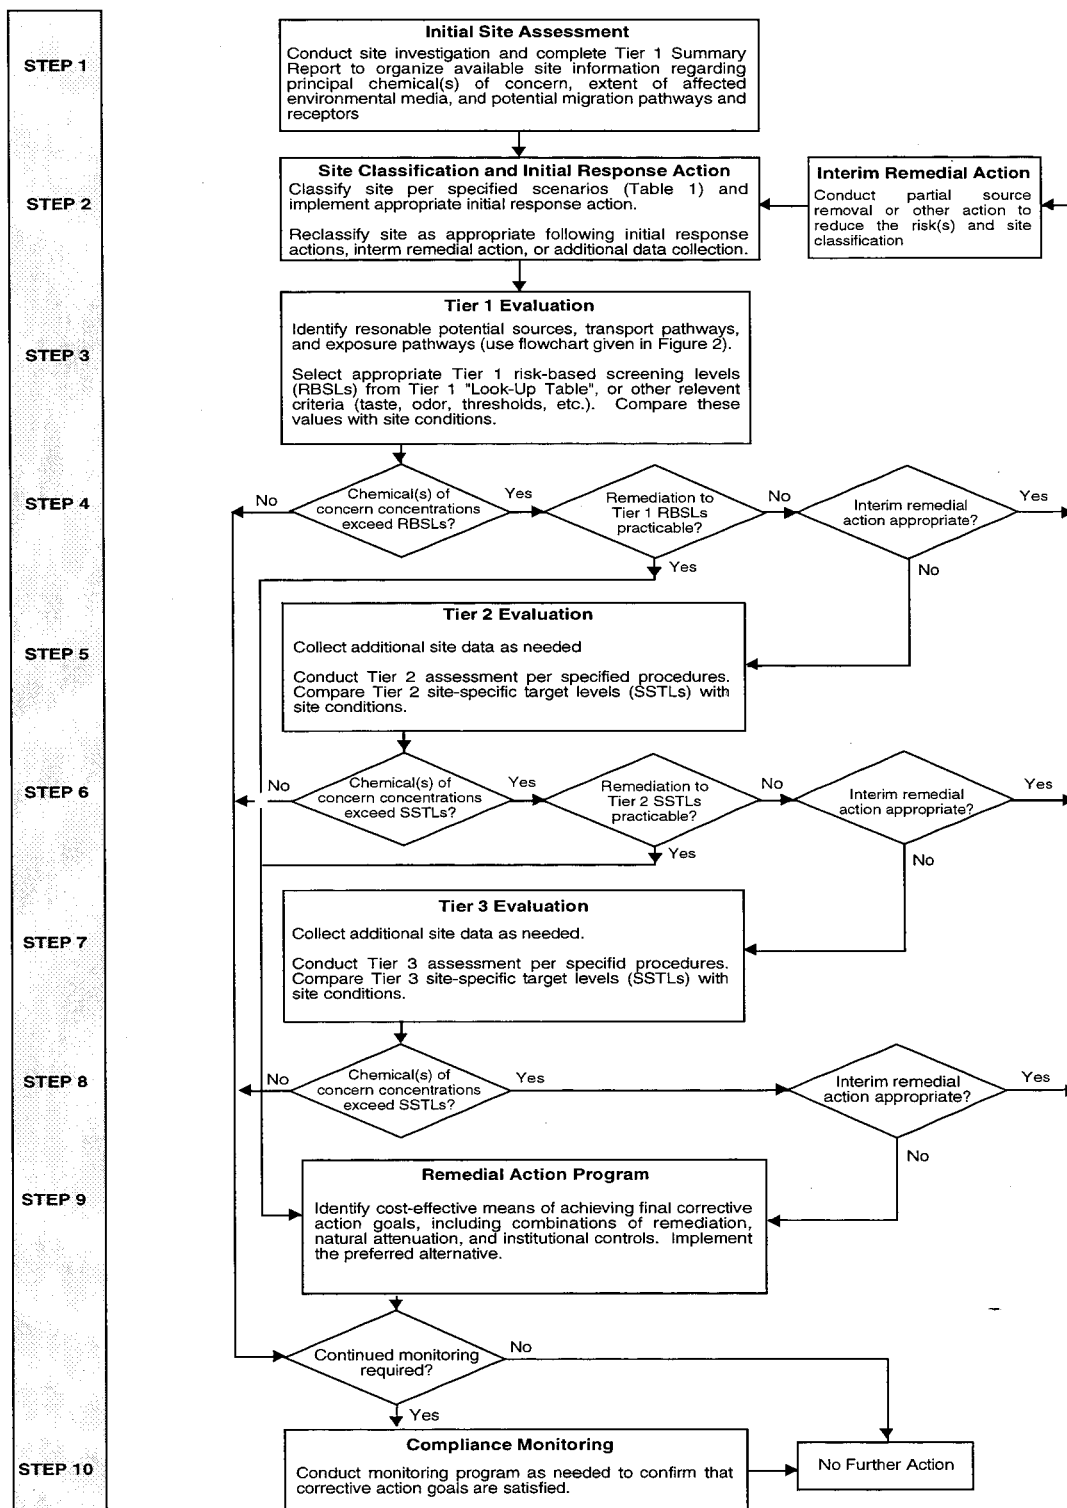 Initial Site Assessment
STEP 1
Conduct site investigation and complete Tier 1 Summary
Report to organize available site information regarding
principal chemical(s) of concern, extent of affected
environmental media, and potential migration pathways and
receptors
STEP 2
Site Classification and Initial Response Action
Classify site per specified scenarios (Table 1) and
implement appropriate initial response action.
Reclassify site as appropriate following initial response
actions, interm remedial action, or additional data collection.
Interim Remedial Action
Conduct partial source
removal or other action to
reduce the risk(s) and site
classification
STEP 3
Tier 1 Evaluation
Identify resonable potential sources, transport pathways,
and exposure pathways (use flowchart given in Figure 2).
Select appropriate Tier 1 risk-based screening levels
(RBSLs) from Tier 1 "Look-Up Table", or other relevent
criteria (taste, odor, thresholds, etc.). Compare these
values with site conditions.
STEP 4
No
Chemical(s) of
concern concentrations
exceed RBSLs?
Yes
Remediation to
Tier 1 RBSLs
practicable?
No
Interim remedial
action appropriate?
Yes
Yes
No
STEP 5
Tier 2 Evaluation
Collect additional site data as needed
Conduct Tier 2 assessment per specified procedures.
Compare Tier 2 site-specific target levels (SSTLs) with
site conditions.
STEP 6
No
Chemical(s) of
concern concentrations
exceed SSTLs?
Yes
Remediation to
Tier 2 SSTLs
practicable?
No
Interim remedial
action appropriate?
Yes
Yes
No
STEP 7
Tier 3 Evaluation
Collect additional site data as needed.
Conduct Tier 3 assessment per specifid procedures.
Compare Tier 3 site-specific target levels (SSTLs) with
site conditions.
STEP 8
No
Chemical(s) of
concern concentrations
exceed SSTLs?
Yes
Interim remedial
action appropriate?
Yes
No
STEP 9
Remedial Action Program
Identify cost-effective means of achieving final corrective
action goals, including combinations of remediation,
natural attenuation, and institutional controls. Implement
the preferred alternative.
Continued monitoring
required?
No
Yes
STEP 10
Compliance Monitoring
Conduct monitoring program as needed to confirm that
corrective action goals are satisfied.
No Further Action